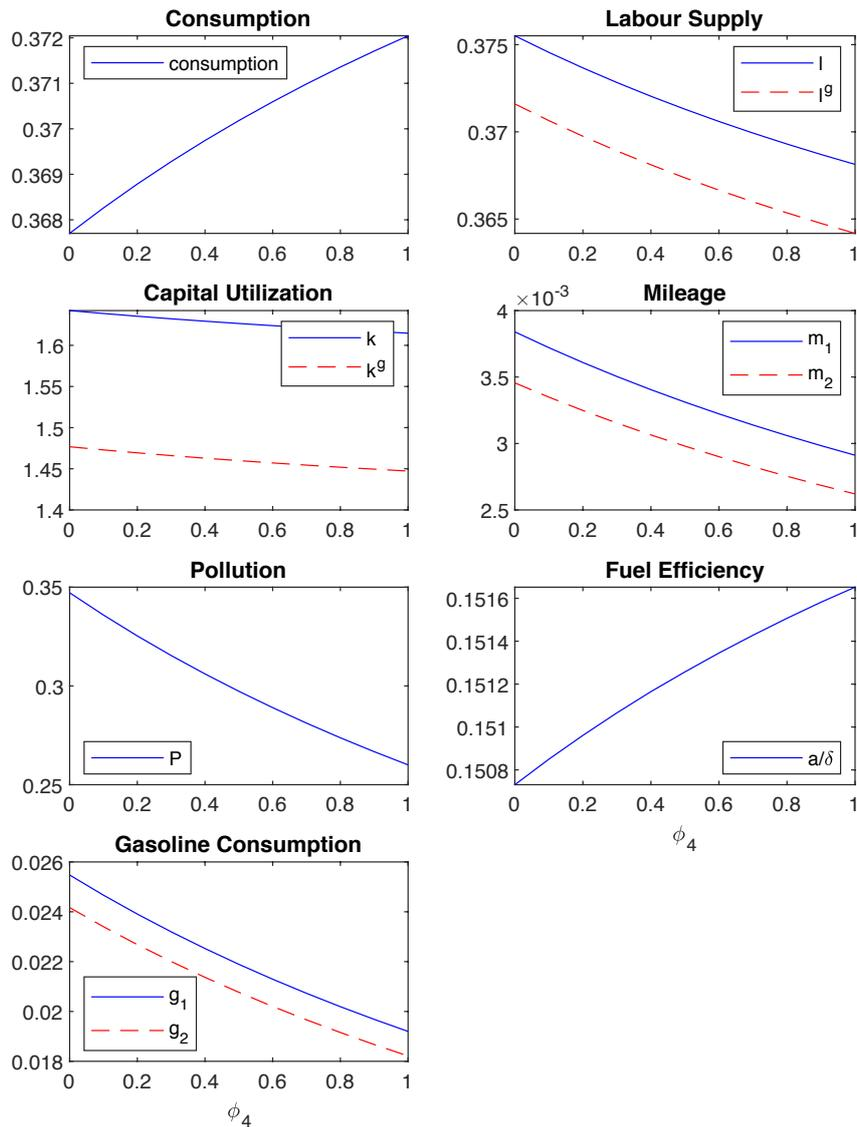 Consumption
0.372
0.371
0.37
0.369
0.368
consumption
0 0.2 0.4 0.6 0.8 1
Labour Supply
0.375
0.37
0.365
l
l^g
0 0.2 0.4 0.6 0.8 1
Capital Utilization
1.6
1.55
1.5
1.45
1.4
k
k^g
0 0.2 0.4 0.6 0.8 1
Mileage
×10^-3
4
3.5
3
2.5
m_1
m_2
0 0.2 0.4 0.6 0.8 1
Pollution
0.35
0.3
0.25
P
0 0.2 0.4 0.6 0.8 1
Fuel Efficiency
0.1516
0.1514
0.1512
0.151
0.1508
a/δ
0 0.2 0.4 0.6 0.8 1
ϕ_4
Gasoline Consumption
0.026
0.024
0.022
0.02
0.018
g_1
g_2
0 0.2 0.4 0.6 0.8 1
ϕ_4